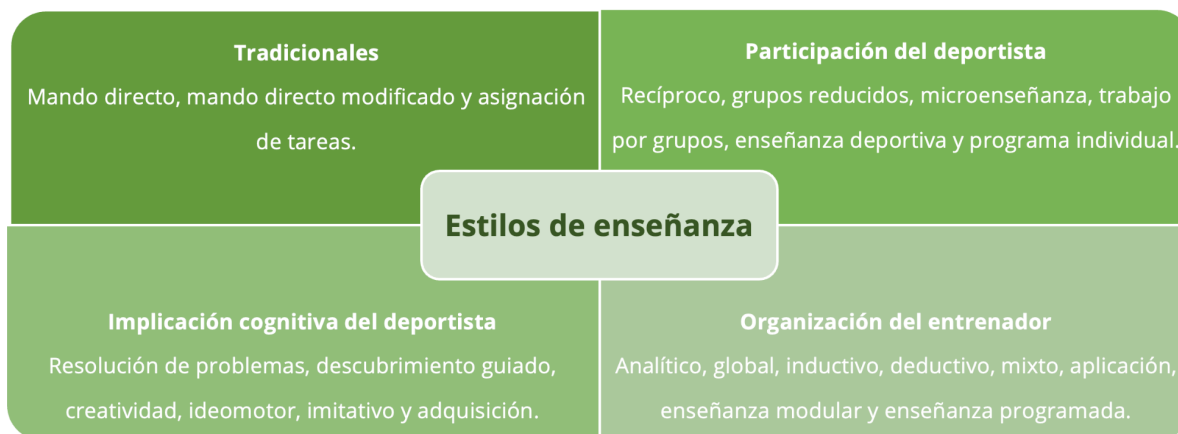 Tradicionales
Mando directo, mando directo modificado y asignación
de tareas.
Participación del deportista
Recíproco, grupos reducidos, microenseñanza, trabajo
por grupos, enseñanza deportiva y programa individual.
Estilos de enseñanza
Implicación cognitiva del deportista
Resolución de problemas, descubrimiento guiado,
creatividad, ideomotor, imitativo y adquisición.
Organización del entrenador
Analítico, global, inductivo, deductivo, mixto, aplicación,
enseñanza modular y enseñanza programada.